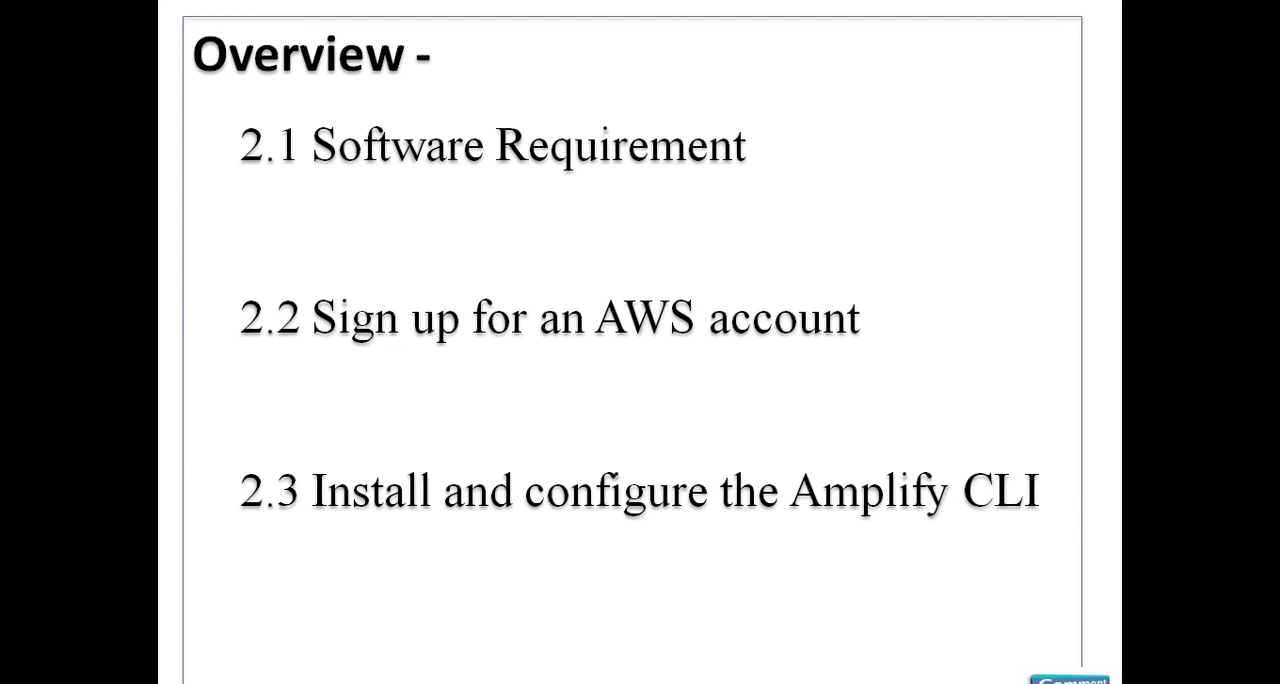 Overview -
2.1 Software Requirement
2.2 Sign up for an AWS account
2.3 Install and configure the Amplify CLI
Comment